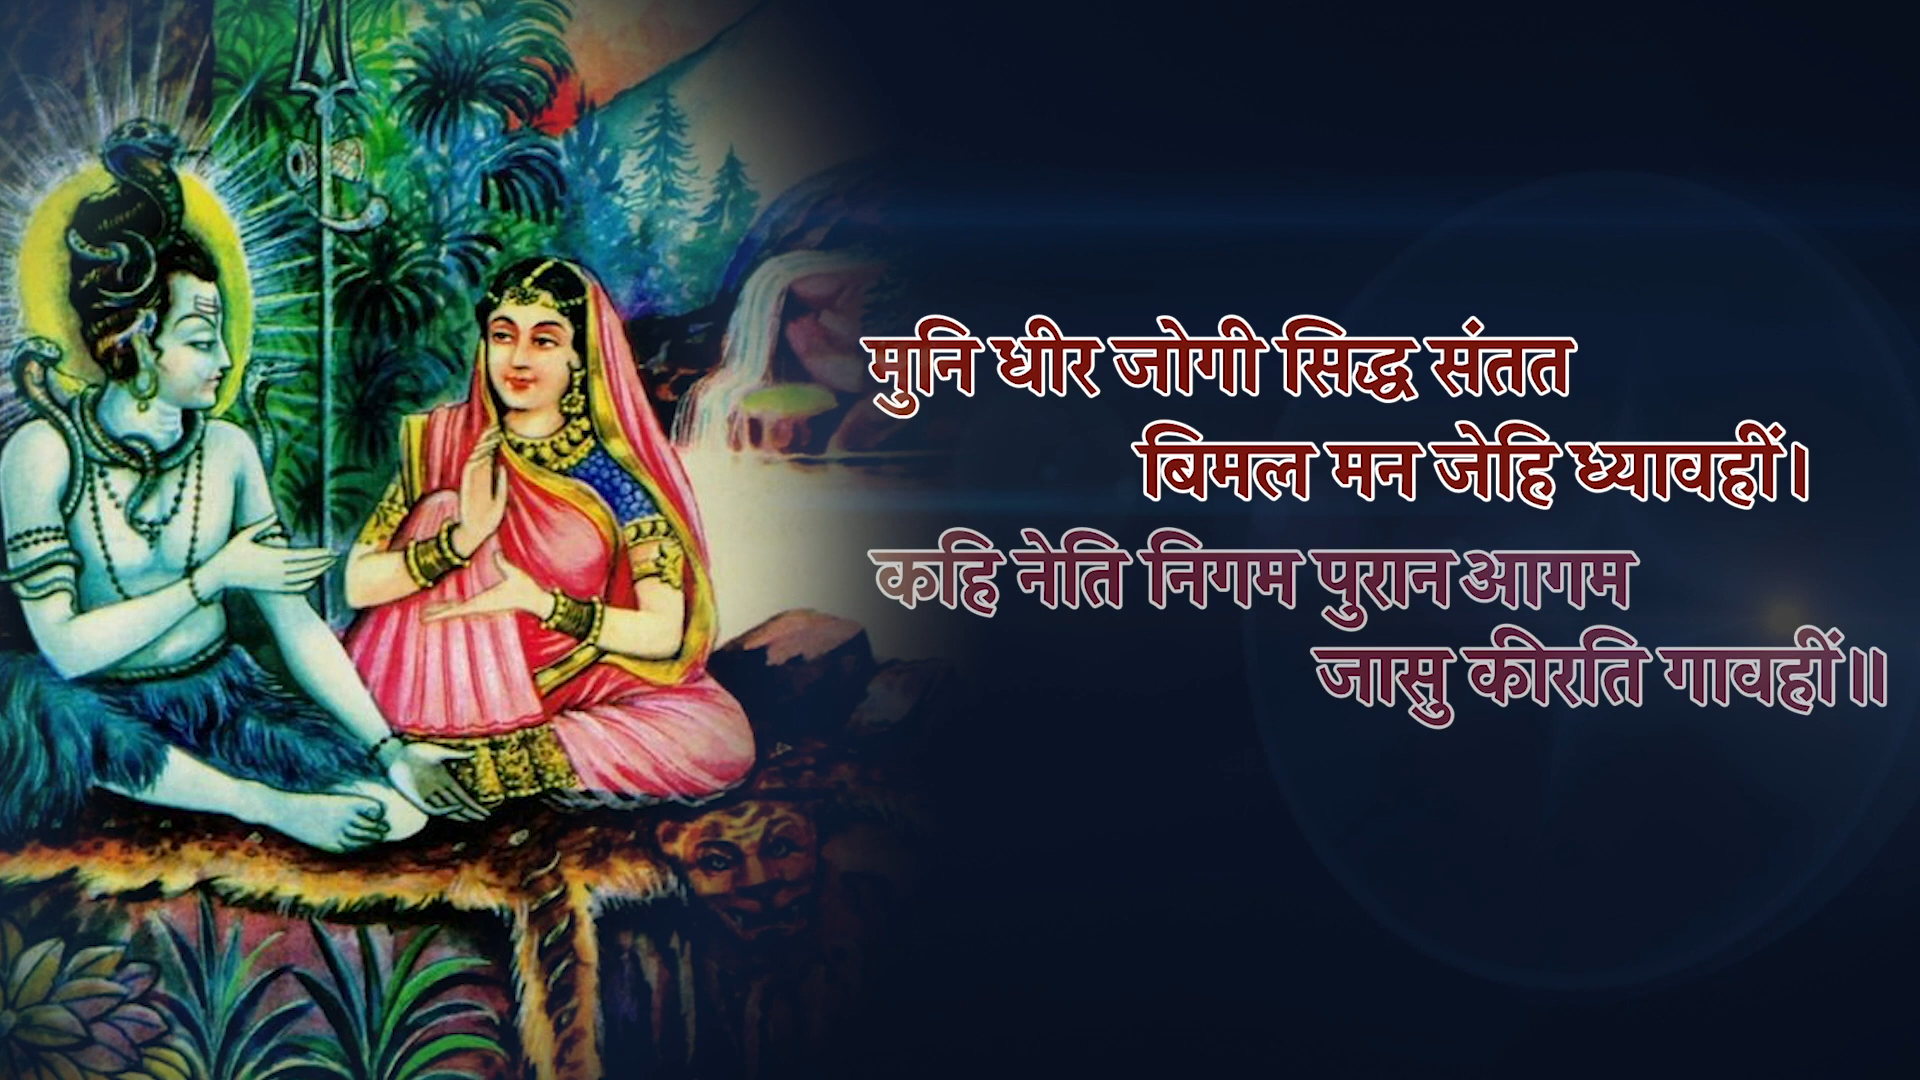 मुनि धीर जोगी सिद्ध संतत
बिमल मन जेहि ध्यावहीं।
कहि नेति निगम पुरान आगम
जासु कीरति गावहीं॥